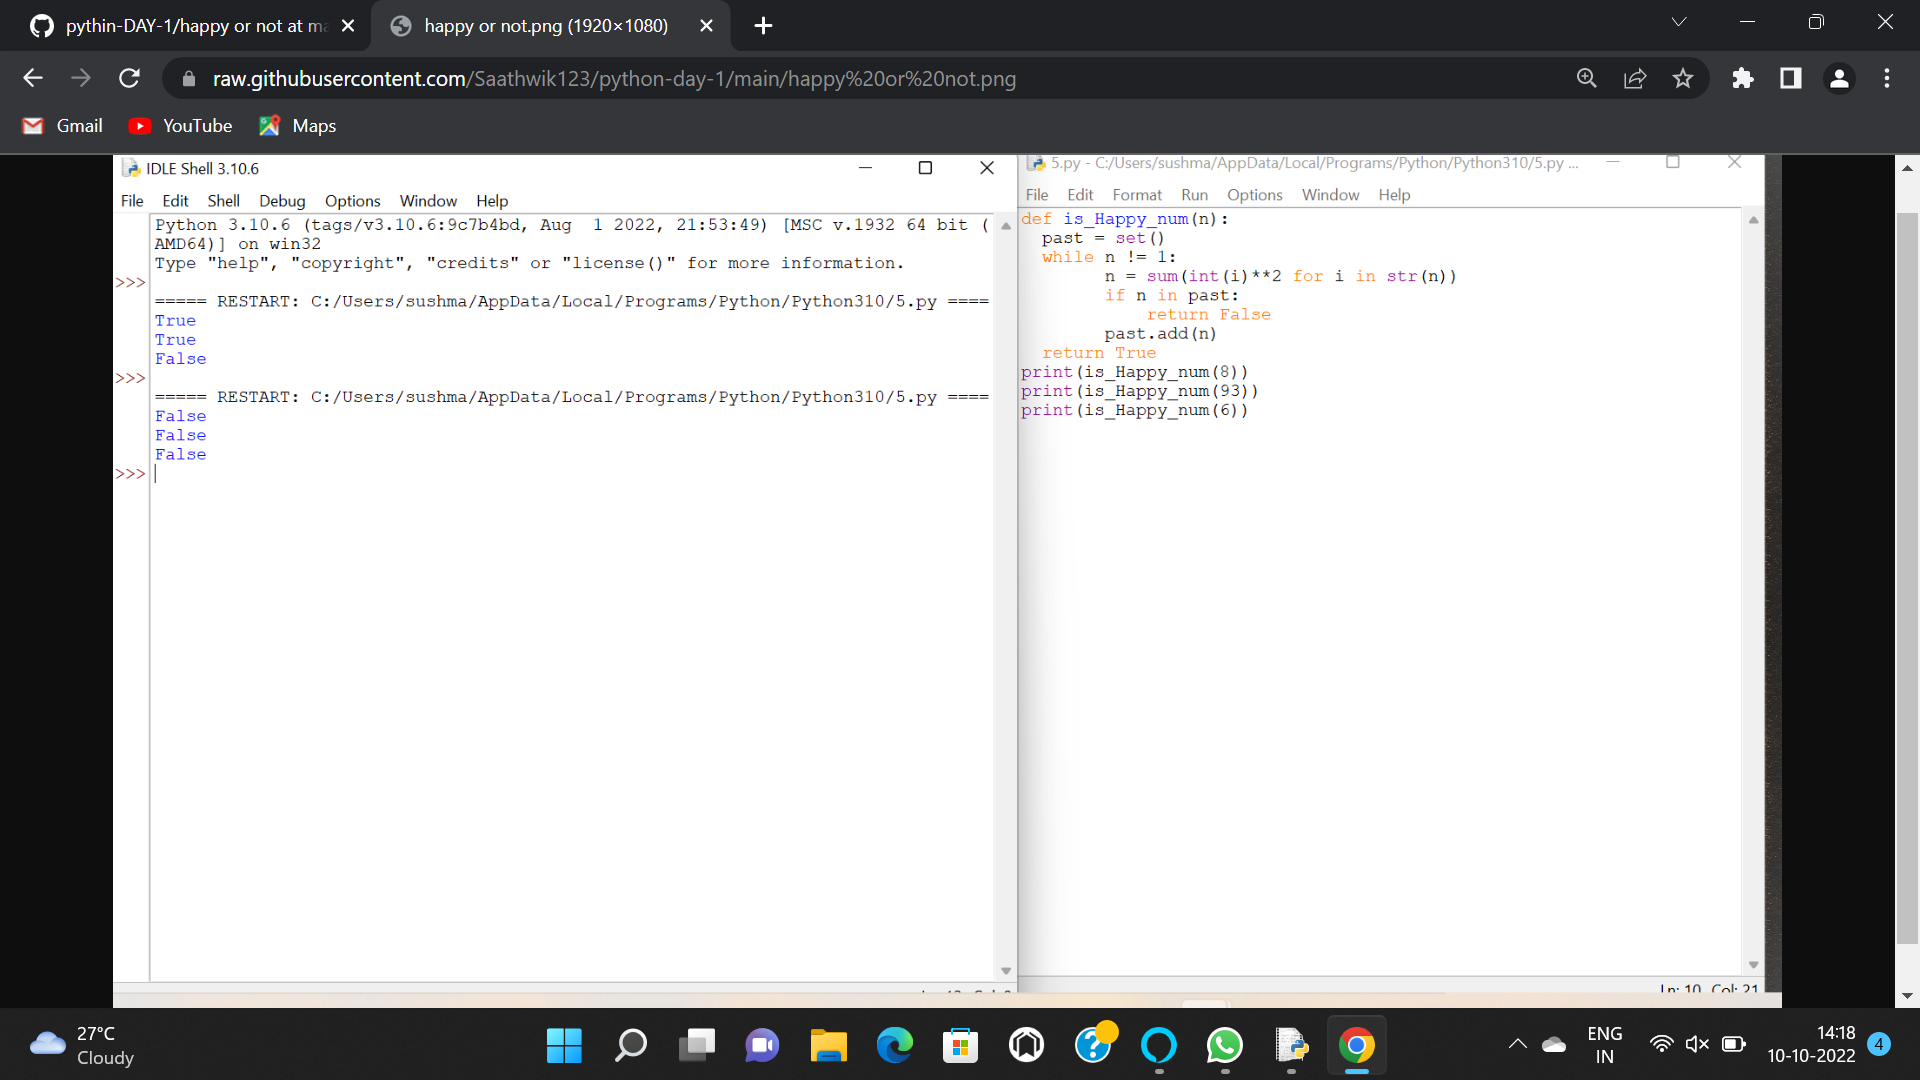 pythin-DAY-1/happy or not at ma
happy or not.png (1920×1080)
raw.githubusercontent.com/Saathwik123/python-day-1/main/happy%20or%20not.png
Gmail
YouTube
Maps
IDLE Shell 3.10.6
File Edit Shell Debug Options Window Help
Python 3.10.6 (tags/v3.10.6:9c7b4bd, Aug  1 2022, 21:53:49) [MSC v.1932 64 bit (
AMD64)] on win32
Type "help", "copyright", "credits" or "license()" for more information.
>>>
===== RESTART: C:/Users/sushma/AppData/Local/Programs/Python/Python310/5.py ====
True
True
False
>>>
===== RESTART: C:/Users/sushma/AppData/Local/Programs/Python/Python310/5.py ====
False
False
False
>>>
5.py - C:/Users/sushma/AppData/Local/Programs/Python/Python310/5.py ...
File Edit Format Run Options Window Help
def is_Happy_num(n):
  past = set()
  while n != 1:
        n = sum(int(i)**2 for i in str(n))
        if n in past:
            return False
        past.add(n)
  return True
print(is_Happy_num(8))
print(is_Happy_num(93))
print(is_Happy_num(6))
Ln: 10 Col: 21
27°C
Cloudy
ENG
IN
14:18
10-10-2022
4